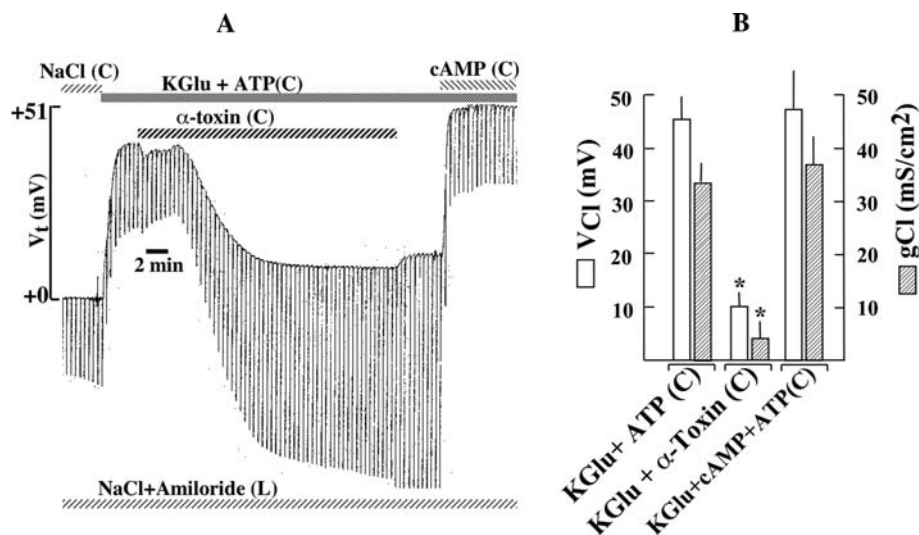 A
NaCl (C)
KGlu + ATP(C)
cAMP (C)
α-toxin (C)
+51
Vt (mV)
2 min
+0
NaCl+Amiloride (L)
B
50
40
30
20
10
VCl (mV)
50
40
30
20
10
gCl (mS/cm2)
*
*
KGlu+ ATP (C)
KGlu + α-Toxin (C)
KGlu+cAMP+ATP(C)